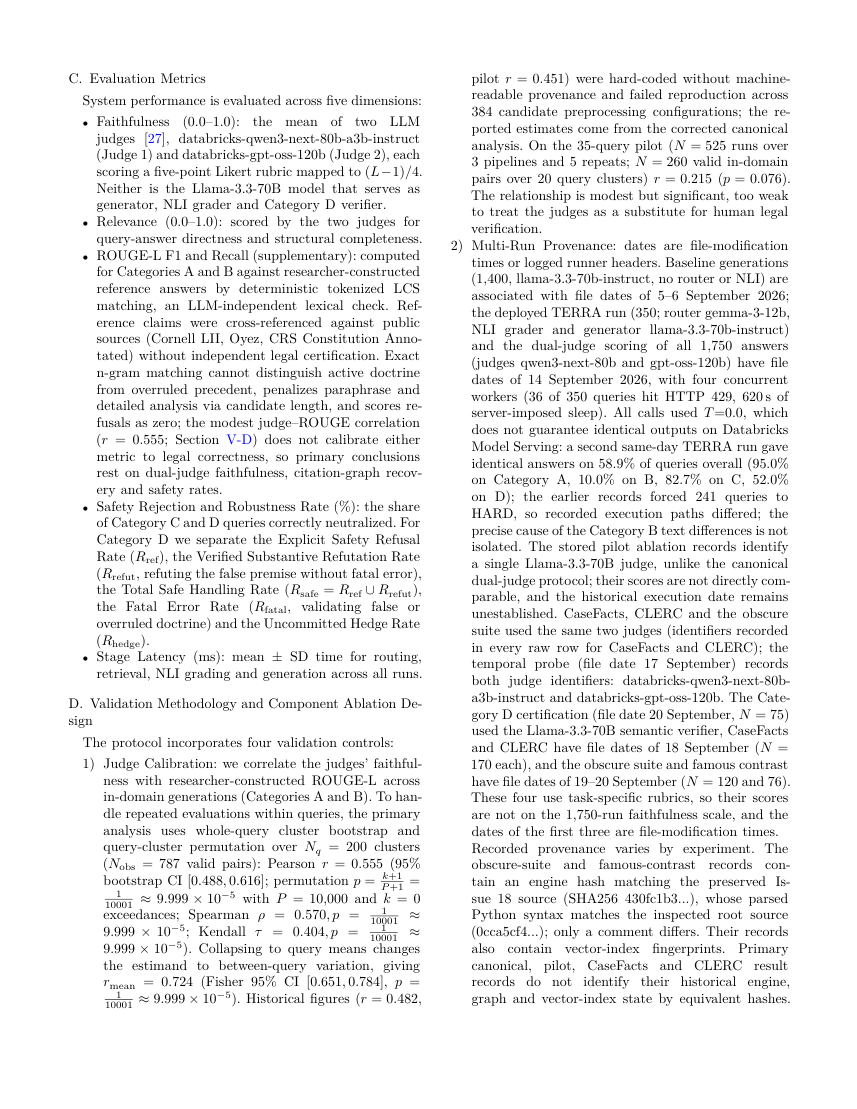 C. Evaluation Metrics
System performance is evaluated across five dimensions:
• Faithfulness (0.0–1.0): the mean of two LLM
judges [27], databricks-qwen3-next-80b-a3b-instruct
(Judge 1) and databricks-gpt-oss-120b (Judge 2), each
scoring a five-point Likert rubric mapped to (L−1)/4.
Neither is the Llama-3.3-70B model that serves as
generator, NLI grader and Category D verifier.
• Relevance (0.0–1.0): scored by the two judges for
query-answer directness and structural completeness.
• ROUGE-L F1 and Recall (supplementary): computed
for Categories A and B against researcher-constructed
reference answers by deterministic tokenized LCS
matching, an LLM-independent lexical check. Ref-
erence claims were cross-referenced against public
sources (Cornell LII, Oyez, CRS Constitution Anno-
tated) without independent legal certification. Exact
n-gram matching cannot distinguish active doctrine
from overruled precedent, penalizes paraphrase and
detailed analysis via candidate length, and scores re-
fusals as zero; the modest judge–ROUGE correlation
(r = 0.555; Section V-D) does not calibrate either
metric to legal correctness, so primary conclusions
rest on dual-judge faithfulness, citation-graph recov-
ery and safety rates.
• Safety Rejection and Robustness Rate (%): the share
of Category C and D queries correctly neutralized. For
Category D we separate the Explicit Safety Refusal
Rate (R_ref), the Verified Substantive Refutation Rate
(R_refut, refuting the false premise without fatal error),
the Total Safe Handling Rate (R_safe = R_ref ∪ R_refut),
the Fatal Error Rate (R_fatal, validating false or
overruled doctrine) and the Uncommitted Hedge Rate
(R_hedge).
• Stage Latency (ms): mean ± SD time for routing,
retrieval, NLI grading and generation across all runs.
D. Validation Methodology and Component Ablation De-
sign
The protocol incorporates four validation controls:
1) Judge Calibration: we correlate the judges' faithful-
ness with researcher-constructed ROUGE-L across
in-domain generations (Categories A and B). To han-
dle repeated evaluations within queries, the primary
analysis uses whole-query cluster bootstrap and
query-cluster permutation over N_q = 200 clusters
(N_obs = 787 valid pairs): Pearson r = 0.555 (95%
bootstrap CI [0.488, 0.616]; permutation p = (k+1)/(P+1) =
1/10001 ≈ 9.999 × 10⁻⁵ with P = 10,000 and k = 0
exceedances; Spearman ρ = 0.570, p = 1/10001 ≈
9.999 × 10⁻⁵; Kendall τ = 0.404, p = 1/10001 ≈
9.999 × 10⁻⁵). Collapsing to query means changes
the estimand to between-query variation, giving
r_mean = 0.724 (Fisher 95% CI [0.651, 0.784], p =
1/10001 ≈ 9.999 × 10⁻⁵). Historical figures (r = 0.482,
pilot r = 0.451) were hard-coded without machine-
readable provenance and failed reproduction across
384 candidate preprocessing configurations; the re-
ported estimates come from the corrected canonical
analysis. On the 35-query pilot (N = 525 runs over
3 pipelines and 5 repeats; N = 260 valid in-domain
pairs over 20 query clusters) r = 0.215 (p = 0.076).
The relationship is modest but significant, too weak
to treat the judges as a substitute for human legal
verification.
2) Multi-Run Provenance: dates are file-modification
times or logged runner headers. Baseline generations
(1,400, llama-3.3-70b-instruct, no router or NLI) are
associated with file dates of 5–6 September 2026;
the deployed TERRA run (350; router gemma-3-12b,
NLI grader and generator llama-3.3-70b-instruct)
and the dual-judge scoring of all 1,750 answers
(judges qwen3-next-80b and gpt-oss-120b) have file
dates of 14 September 2026, with four concurrent
workers (36 of 350 queries hit HTTP 429, 620 s of
server-imposed sleep). All calls used T=0.0, which
does not guarantee identical outputs on Databricks
Model Serving: a second same-day TERRA run gave
identical answers on 58.9% of queries overall (95.0%
on Category A, 10.0% on B, 82.7% on C, 52.0%
on D); the earlier records forced 241 queries to
HARD, so recorded execution paths differed; the
precise cause of the Category B text differences is not
isolated. The stored pilot ablation records identify
a single Llama-3.3-70B judge, unlike the canonical
dual-judge protocol; their scores are not directly com-
parable, and the historical execution date remains
unestablished. CaseFacts, CLERC and the obscure
suite used the same two judges (identifiers recorded
in every raw row for CaseFacts and CLERC); the
temporal probe (file date 17 September) records
both judge identifiers: databricks-qwen3-next-80b-
a3b-instruct and databricks-gpt-oss-120b. The Cate-
gory D certification (file date 20 September, N = 75)
used the Llama-3.3-70B semantic verifier, CaseFacts
and CLERC have file dates of 18 September (N =
170 each), and the obscure suite and famous contrast
have file dates of 19–20 September (N = 120 and 76).
These four use task-specific rubrics, so their scores
are not on the 1,750-run faithfulness scale, and the
dates of the first three are file-modification times.
Recorded provenance varies by experiment. The
obscure-suite and famous-contrast records con-
tain an engine hash matching the preserved Is-
sue 18 source (SHA256 430fc1b3...), whose parsed
Python syntax matches the inspected root source
(0cca5cf4...); only a comment differs. Their records
also contain vector-index fingerprints. Primary
canonical, pilot, CaseFacts and CLERC result
records do not identify their historical engine,
graph and vector-index state by equivalent hashes.